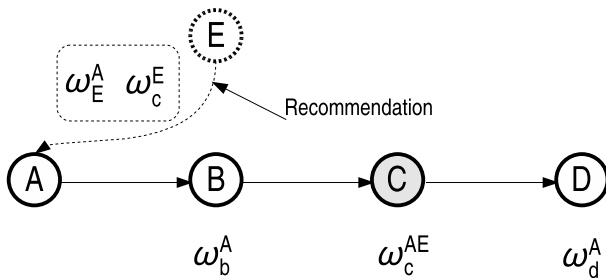 E
ω_E^A ω_c^E
Recommendation
A B C D
ω_b^A ω_c^AE ω_d^A